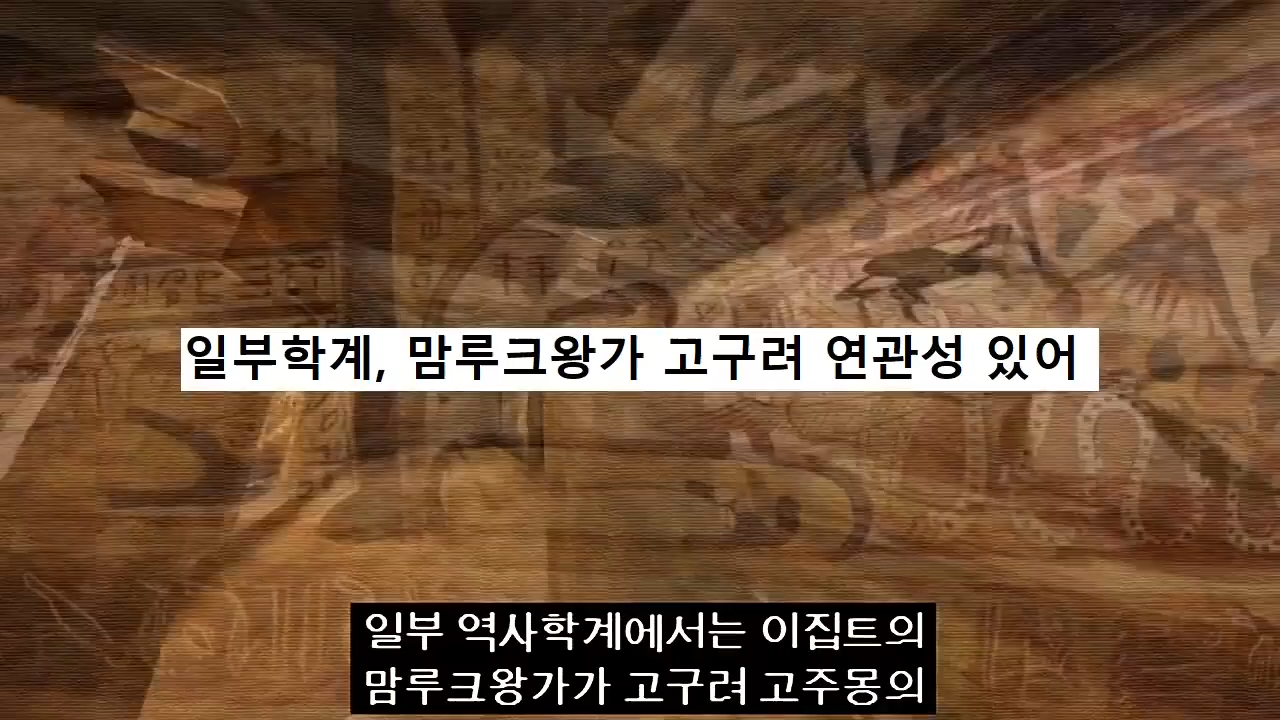 일부학계, 맘루크왕가 고구려 연관성 있어
일부 역사학계에서는 이집트의
맘루크왕가가 고구려 고주몽의